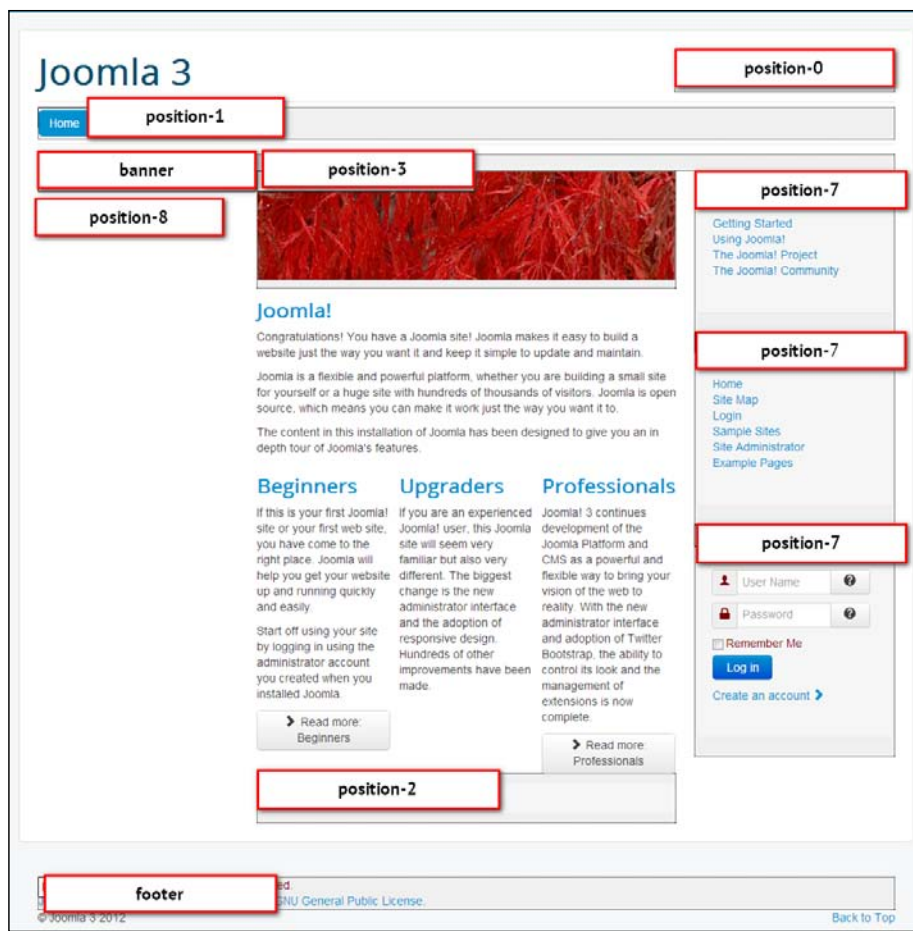 Joomla 3
position-0
Home
position-1
banner
position-3
position-7
position-8
Getting Started
Using Joomla!
The Joomla! Project
The Joomla! Community
Joomla!
Congratulations! You have a Joomla site! Joomla makes it easy to build a
website just the way you want it and keep it simple to update and maintain.
Joomla is a flexible and powerful platform, whether you are building a small site
for yourself or a huge site with hundreds of thousands of visitors. Joomla is open
source, which means you can make it work just the way you want it to.
The content in this installation of Joomla has been designed to give you an in
depth tour of Joomla's features.
position-7
Home
Site Map
Login
Sample Sites
Site Administrator
Example Pages
Beginners
If this is your first Joomla!
site or your first web site,
you have come to the
right place. Joomla will
help you get your website
up and running quickly
and easily.
Start off using your site
by logging in using the
administrator account
you created when you
installed Joomla.
Read more:
Beginners
Upgraders
If you are an experienced
Joomla! user, this Joomla
site will seem very
familiar but also very
different. The biggest
change is the new
administrator interface
and the adoption of
responsive design.
Hundreds of other
improvements have been
made.
Professionals
Joomla! 3 continues
development of the
Joomla Platform and
CMS as a powerful and
flexible way to bring your
vision of the web to
reality. With the new
administrator interface
and adoption of Twitter
Bootstrap, the ability to
control its look and the
management of
extensions is now
complete.
Read more:
Professionals
position-7
User Name
Password
Remember Me
Log in
Create an account
position-2
footer
ed.
GNU General Public License.
© Joomla 3 2012
Back to Top